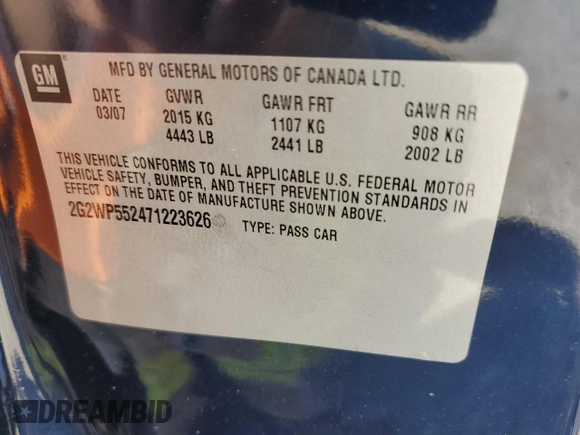 GM
MFD BY GENERAL MOTORS OF CANADA LTD.
DATE GVWR GAWR FRT GAWR RR
03/07 2015 KG 1107 KG 908 KG
4443 LB 2441 LB 2002 LB
THIS VEHICLE CONFORMS TO ALL APPLICABLE U.S. FEDERAL MOTOR
VEHICLE SAFETY, BUMPER, AND THEFT PREVENTION STANDARDS IN
EFFECT ON THE DATE OF MANUFACTURE SHOWN ABOVE.
2G2WP552471223626 TYPE: PASS CAR
DREAMBID